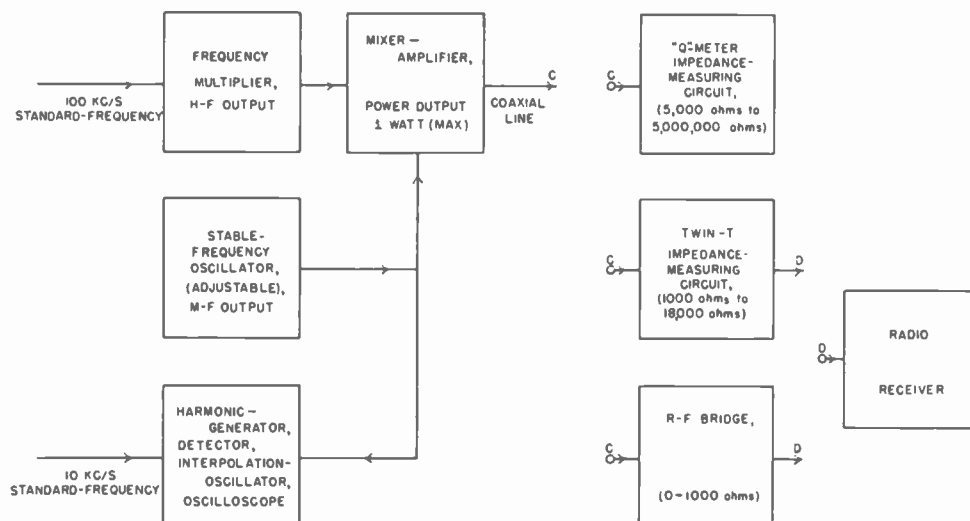 100 KC/S
STANDARD-FREQUENCY
FREQUENCY
MULTIPLIER,
H-F OUTPUT
MIXER-
AMPLIFIER,
POWER OUTPUT
1 WATT (MAX)
C
COAXIAL
LINE
C
"Q"-METER
IMPEDANCE-
MEASURING
CIRCUIT,
(5,000 ohms to
5,000,000 ohms)
STABLE-
FREQUENCY
OSCILLATOR,
(ADJUSTABLE),
M-F OUTPUT
C
TWIN-T
IMPEDANCE-
MEASURING
CIRCUIT,
(1000 ohms to
18,000 ohms)
D
D
RADIO
RECEIVER
10 KC/S
STANDARD-FREQUENCY
HARMONIC-
GENERATOR,
DETECTOR,
INTERPOLATION-
OSCILLATOR,
OSCILLOSCOPE
C
R-F BRIDGE,
(0-1000 ohms)
D